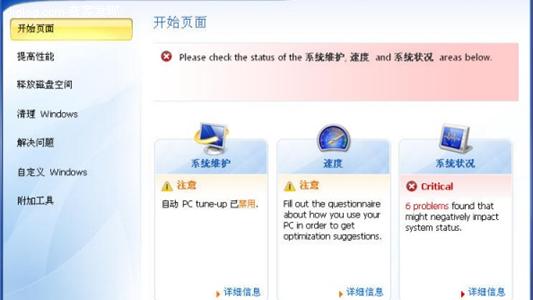 开始页面
提高性能
释放磁盘空间
清理 Windows
解决问题
自定义 Windows
附加工具
开始页面
Please check the status of the 系统维护, 速度 and 系统状况 areas below.
系统维护
注意
自动 PC tune-up 已禁用.
详细信息
速度
注意
Fill out the questionnaire
about how you use your
PC in order to get
optimization suggestions.
详细信息
系统状况
Critical
6 problems found that
might negatively impact
system status.
详细信息